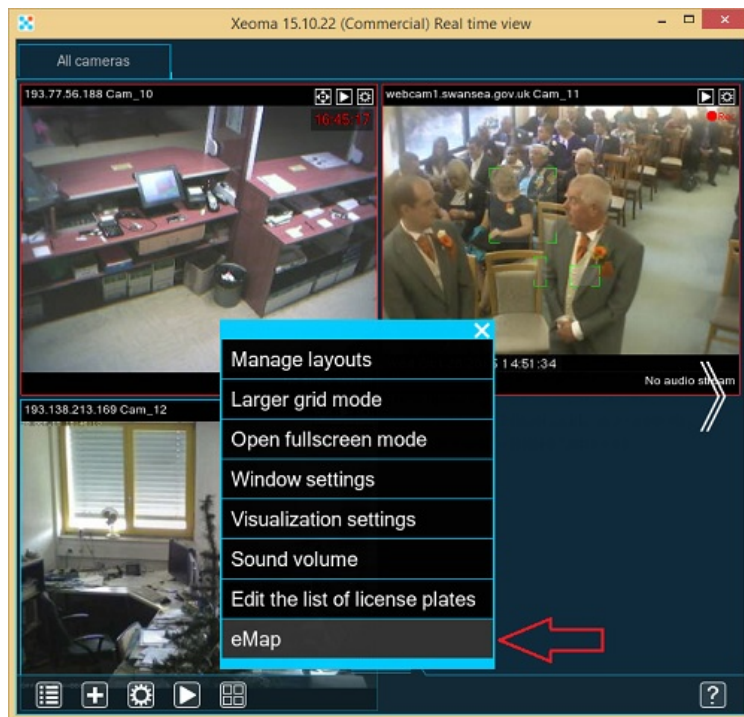 Xeoma 15.10.22 (Commercial) Real time view
All cameras
193.77.56.188 Cam_10
16:45:17
webcam1.swansea.gov.uk Cam_11
Rec
14:51:34
No audio stream
193.138.213.169 Cam_12
Manage layouts
Larger grid mode
Open fullscreen mode
Window settings
Visualization settings
Sound volume
Edit the list of license plates
eMap
?